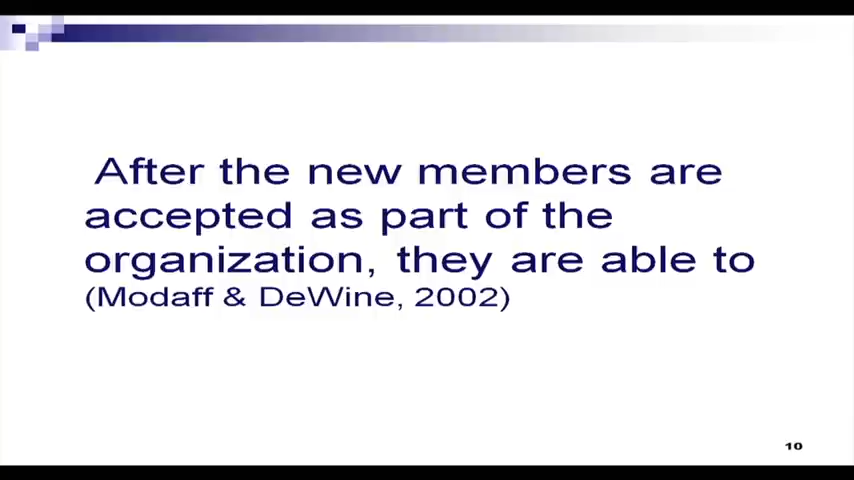 After the new members are
accepted as part of the
organization, they are able to
(Modaff & DeWine, 2002)
10